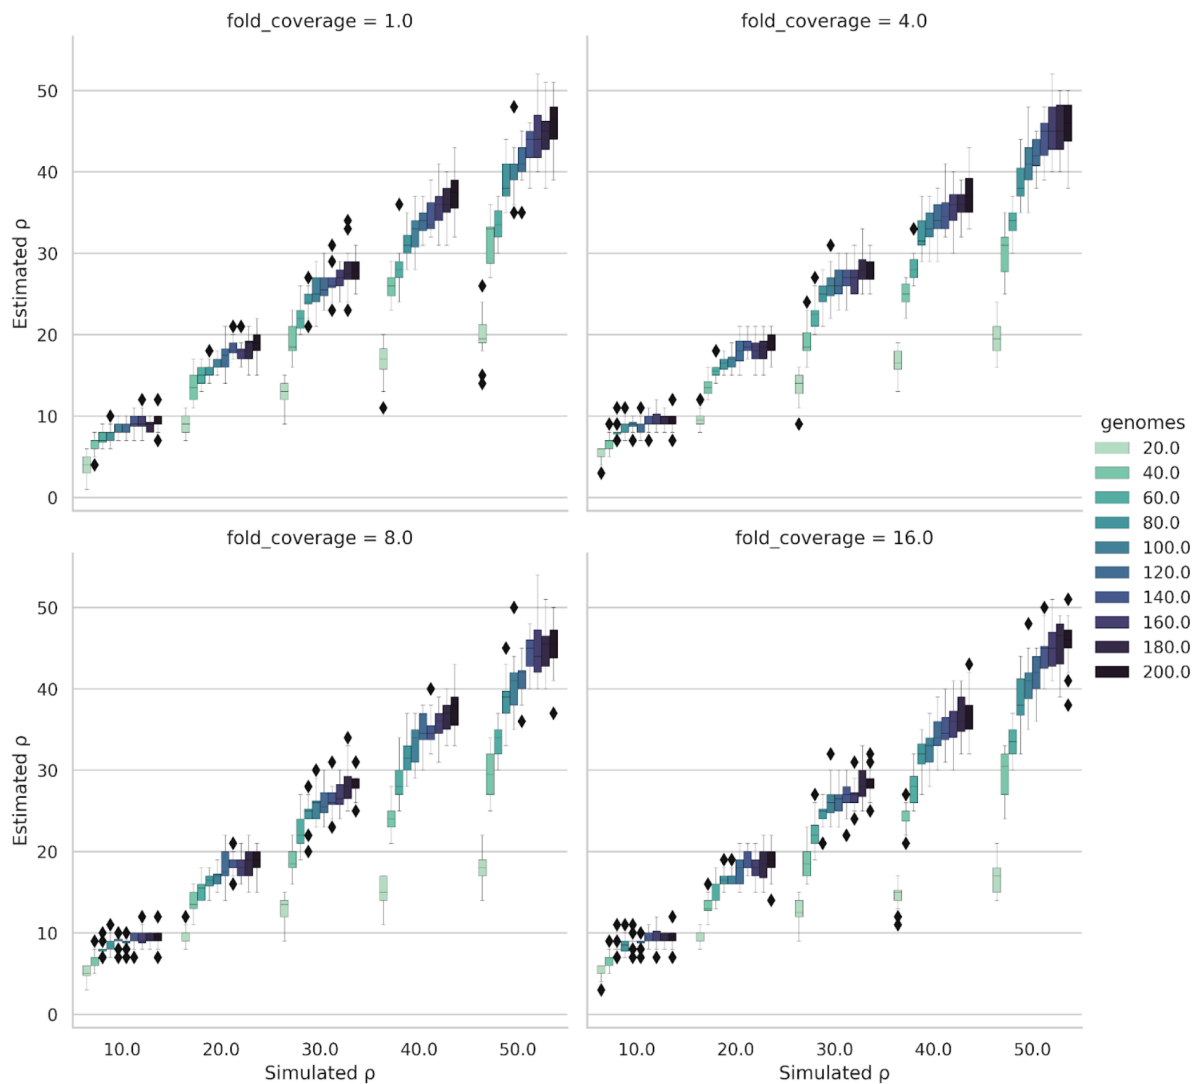 fold_coverage = 1.0
fold_coverage = 4.0
Estimated ρ
50
40
30
20
10
0
genomes
20.0
40.0
60.0
80.0
100.0
120.0
140.0
160.0
180.0
200.0
fold_coverage = 8.0
fold_coverage = 16.0
Estimated ρ
50
40
30
20
10
0
10.0 20.0 30.0 40.0 50.0
Simulated ρ
10.0 20.0 30.0 40.0 50.0
Simulated ρ